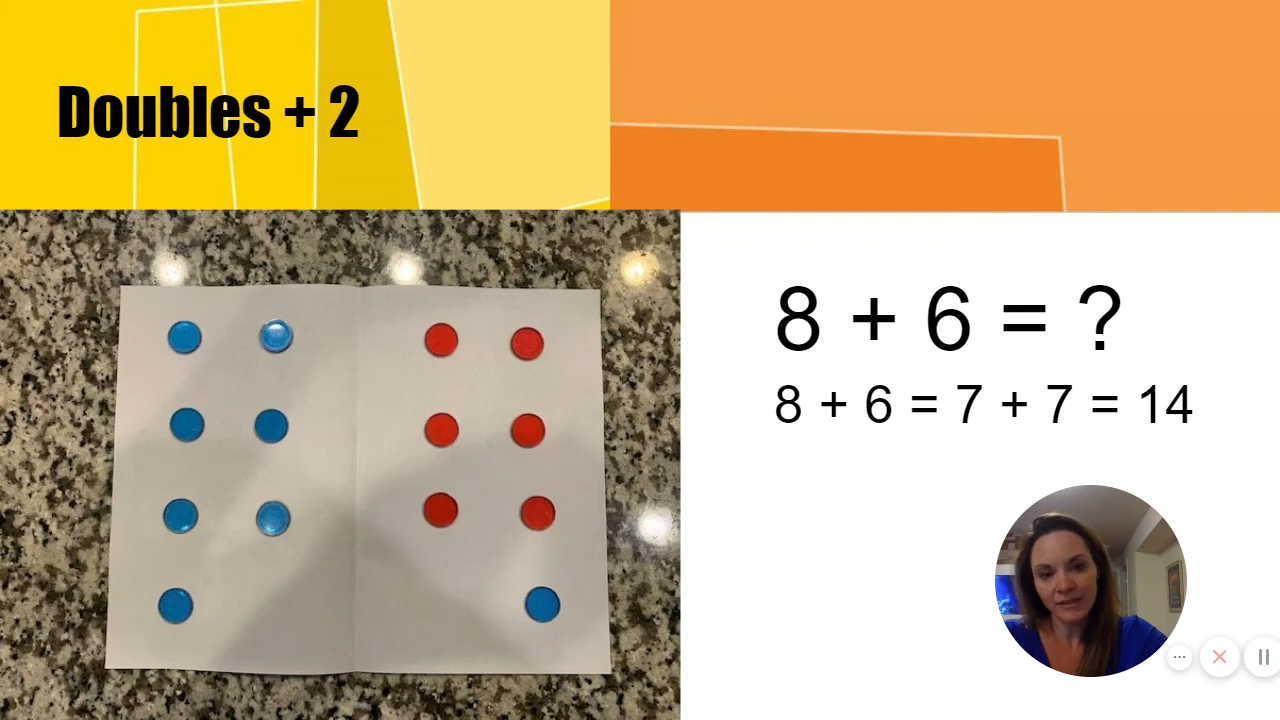 Doubles + 2
8 + 6 = ?
8 + 6 = 7 + 7 = 14